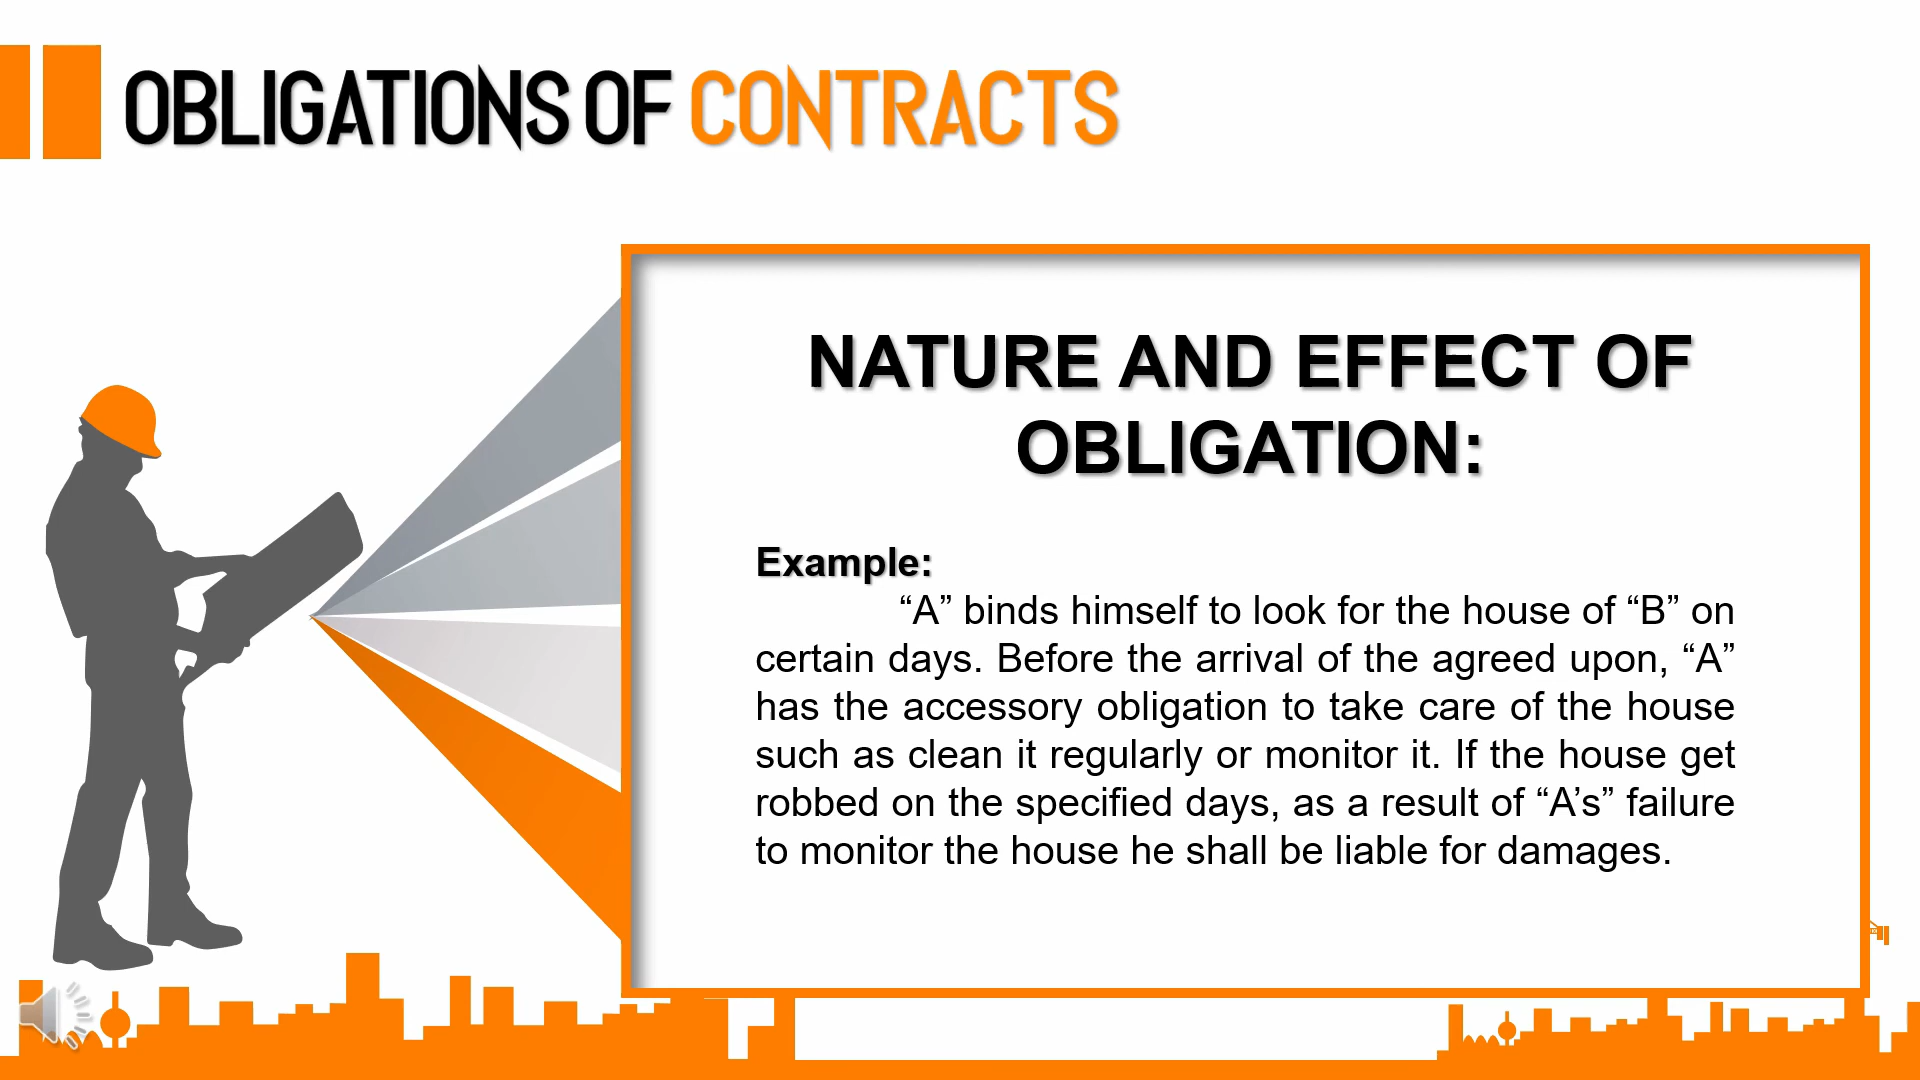 OBLIGATIONS OF CONTRACTS
NATURE AND EFFECT OF
OBLIGATION:
Example:
“A” binds himself to look for the house of “B” on
certain days. Before the arrival of the agreed upon, “A”
has the accessory obligation to take care of the house
such as clean it regularly or monitor it. If the house get
robbed on the specified days, as a result of “A’s” failure
to monitor the house he shall be liable for damages.